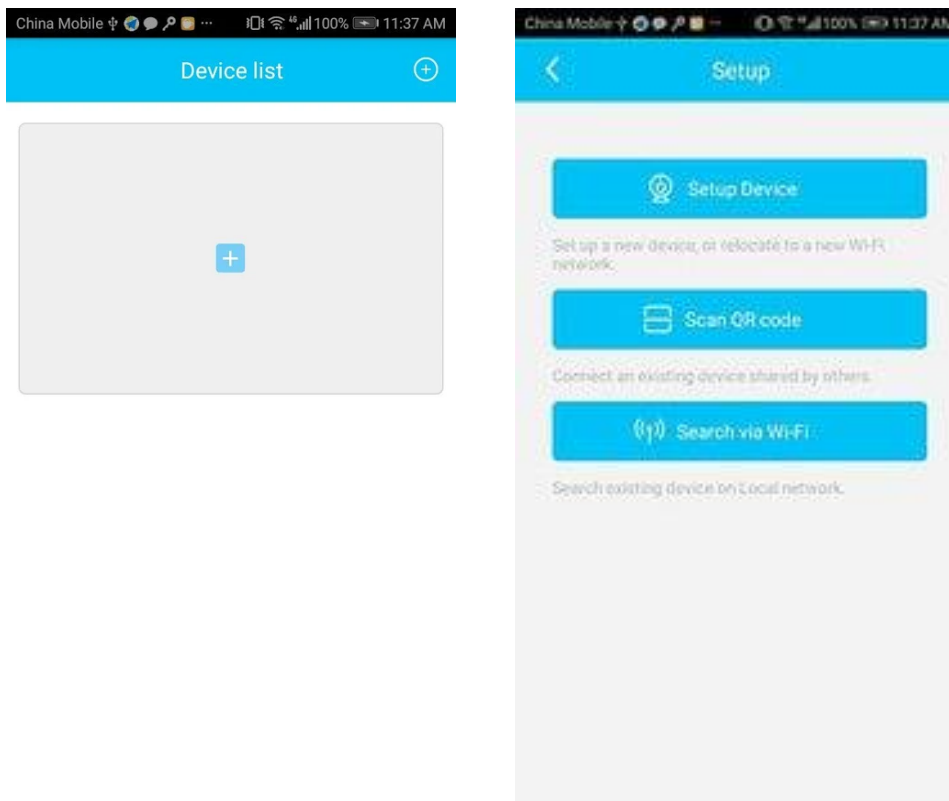 China Mobile 100% 11:37 AM
Device list
China Mobile 100% 11:37 AM
Setup
Setup Device
Set up a new device, or relocate to a new Wi-Fi
network.
Scan QR code
Connect an existing device shared by others.
Search via Wi-Fi
Search existing device on Local network.